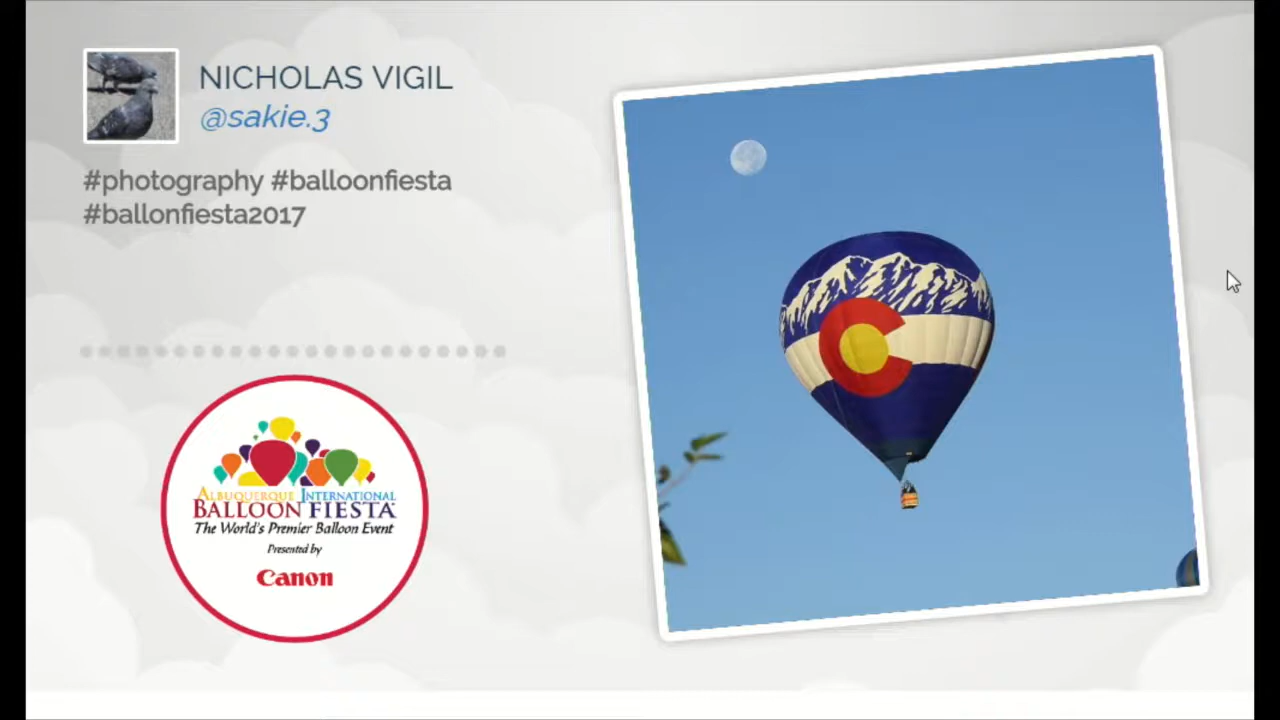 NICHOLAS VIGIL
@sakie.3
#photography #balloonfiesta
#ballonfiesta2017
ALBUQUERQUE INTERNATIONAL
BALLOON FIESTA
The World's Premier Balloon Event
Presented by
Canon